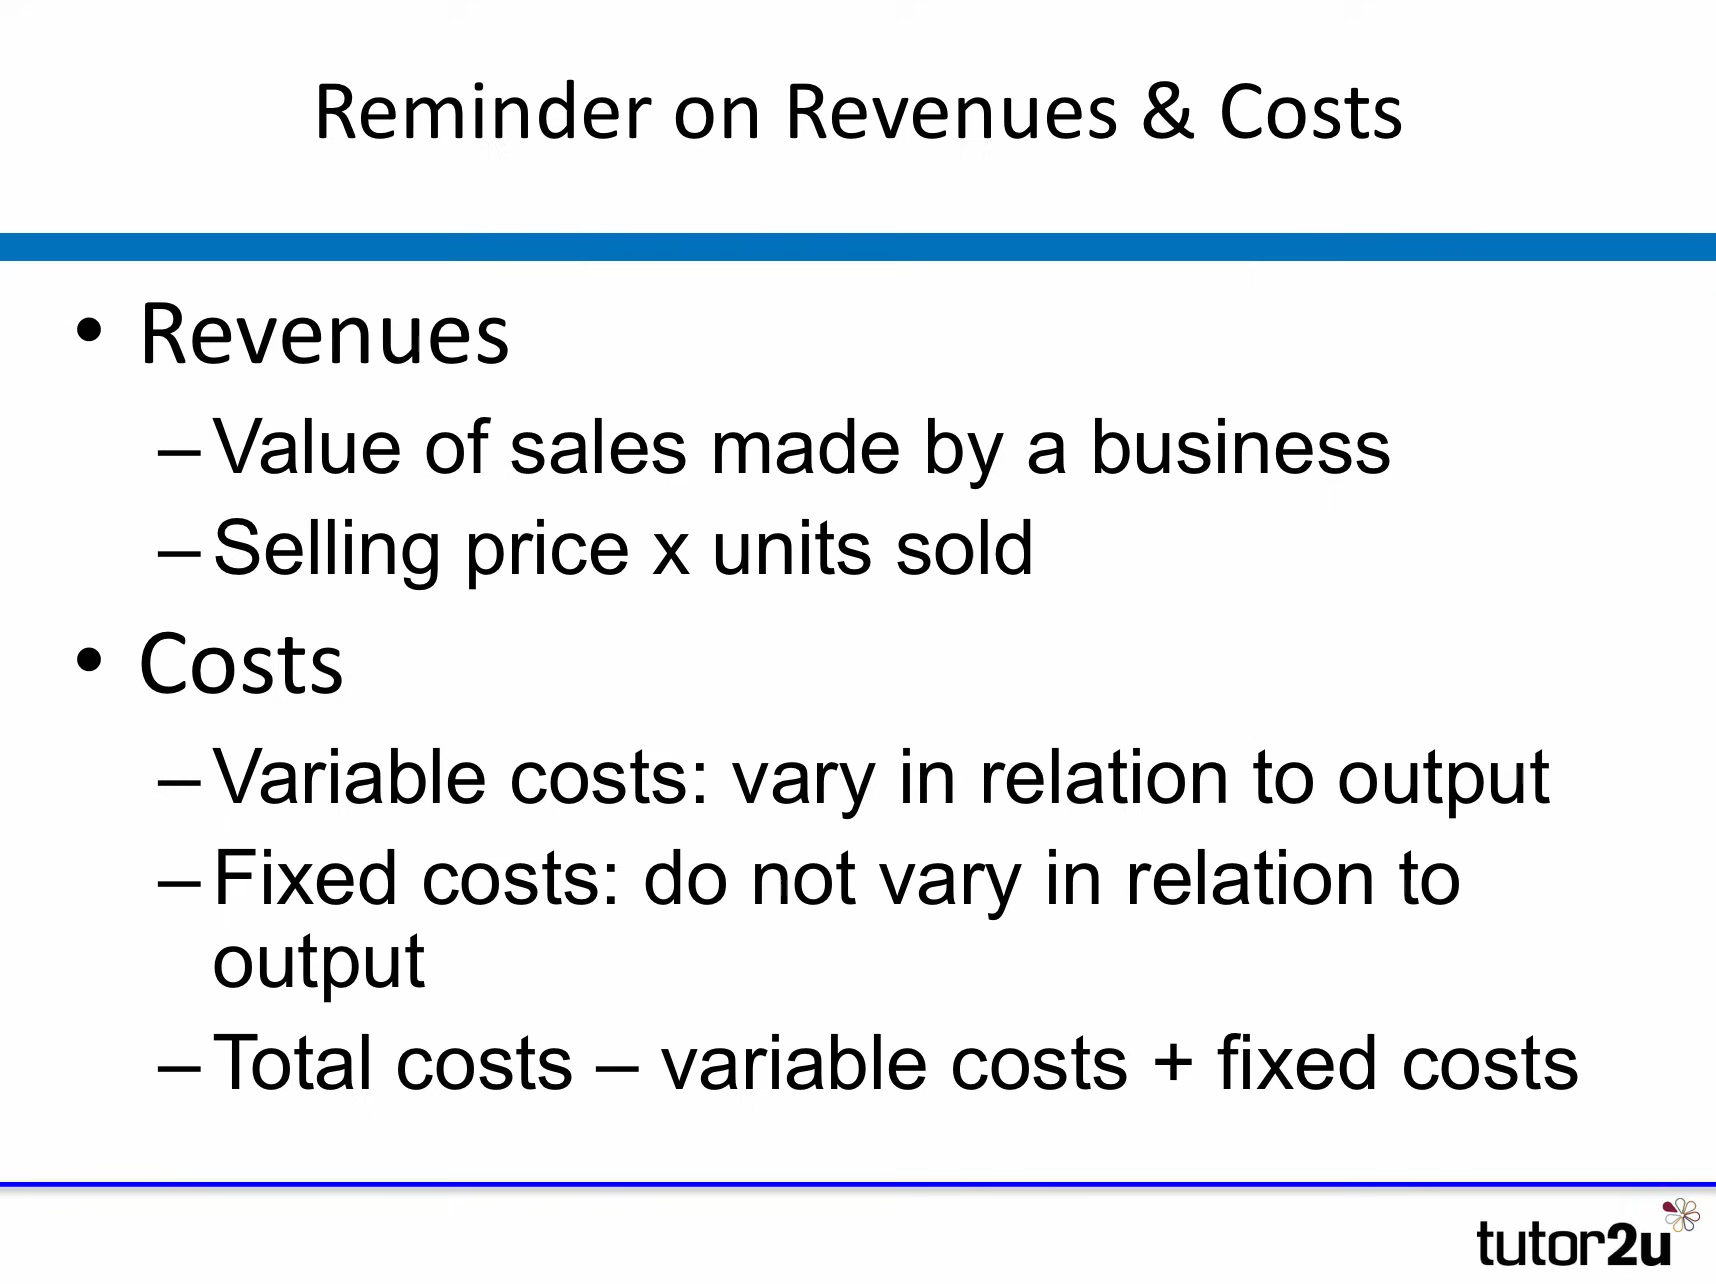 Reminder on Revenues & Costs
• Revenues
– Value of sales made by a business
– Selling price x units sold
• Costs
– Variable costs: vary in relation to output
– Fixed costs: do not vary in relation to
output
– Total costs – variable costs + fixed costs
tutor2u